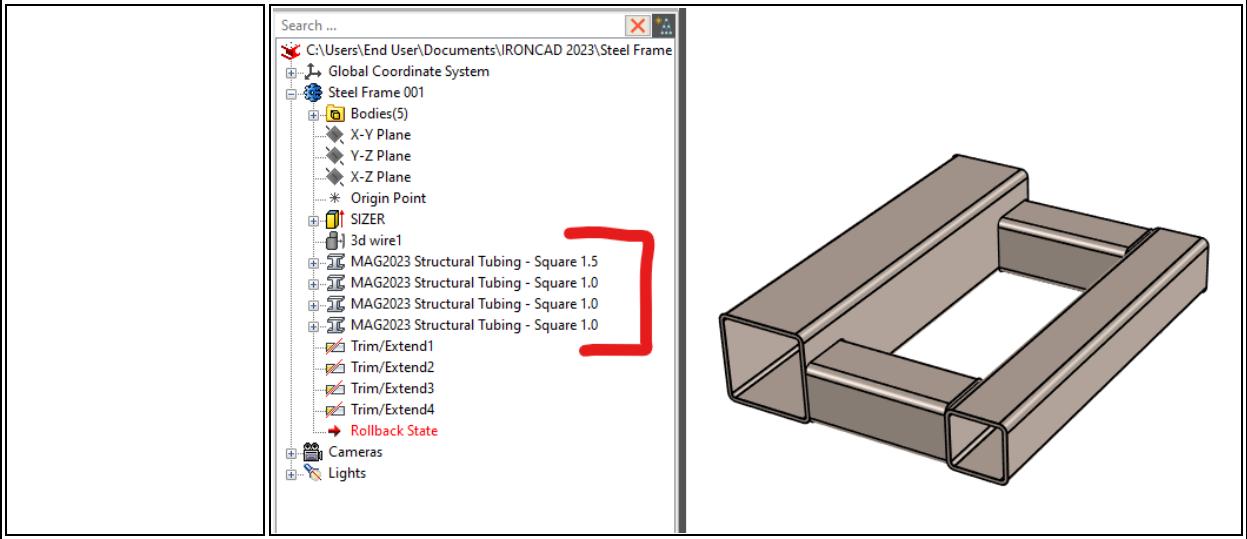 Search ...
C:\Users\End User\Documents\IRONCAD 2023\Steel Frame
Global Coordinate System
Steel Frame 001
Bodies(5)
X-Y Plane
Y-Z Plane
X-Z Plane
Origin Point
SIZER
3d wire1
MAG2023 Structural Tubing - Square 1.5
MAG2023 Structural Tubing - Square 1.0
MAG2023 Structural Tubing - Square 1.0
MAG2023 Structural Tubing - Square 1.0
Trim/Extend1
Trim/Extend2
Trim/Extend3
Trim/Extend4
Rollback State
Cameras
Lights